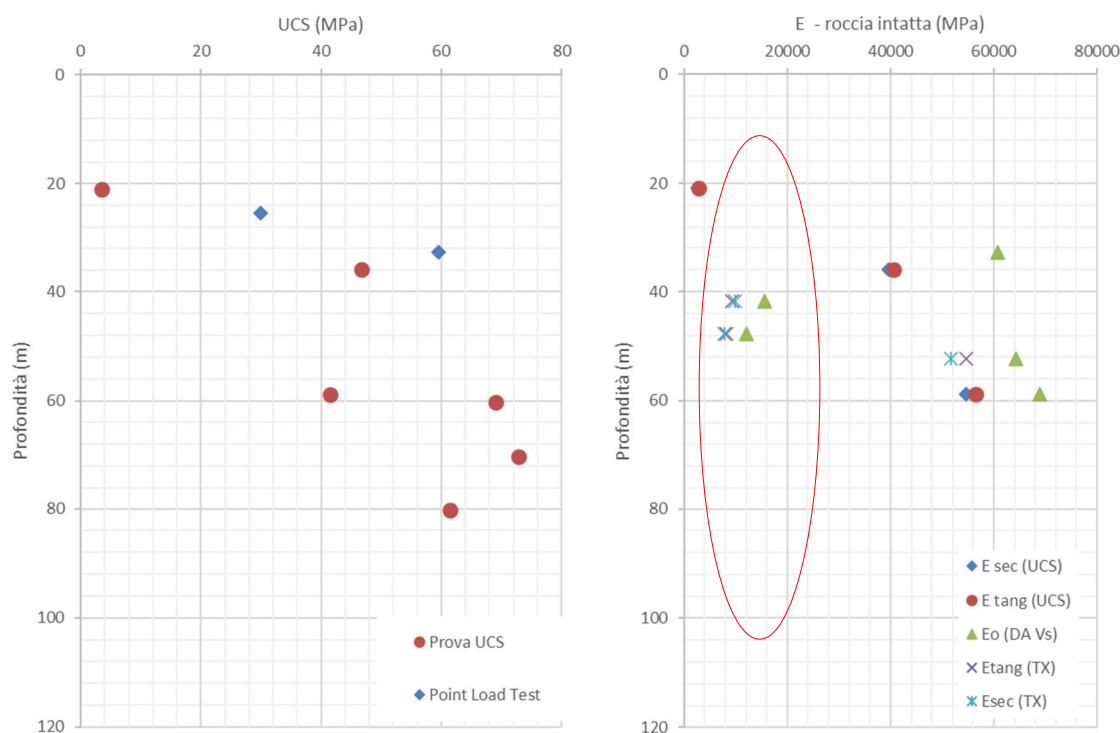 UCS (MPa)
0 20 40 60 80
0
20
40
60
80
100
120
Profondità (m)
Prova UCS
Point Load Test
E - roccia intatta (MPa)
0 20000 40000 60000 80000
0
20
40
60
80
100
120
Profondità (m)
E sec (UCS)
E tang (UCS)
Eo (DA Vs)
Etang (TX)
Esec (TX)